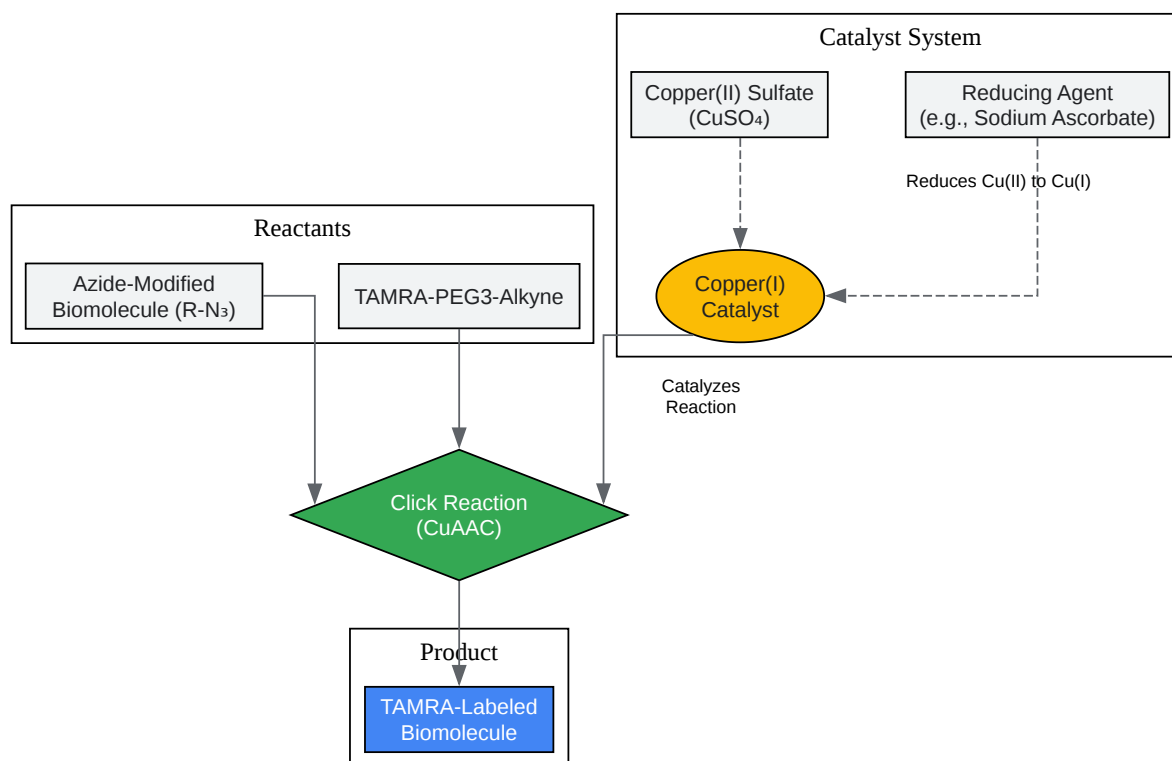 Catalyst System
Copper(II) Sulfate
(CuSO₄)
Reducing Agent
(e.g., Sodium Ascorbate)
Reduces Cu(II) to Cu(I)
Reactants
Azide-Modified
Biomolecule (R-N₃)
TAMRA-PEG3-Alkyne
Copper(I)
Catalyst
Catalyzes
Reaction
Click Reaction
(CuAAC)
Product
TAMRA-Labeled
Biomolecule